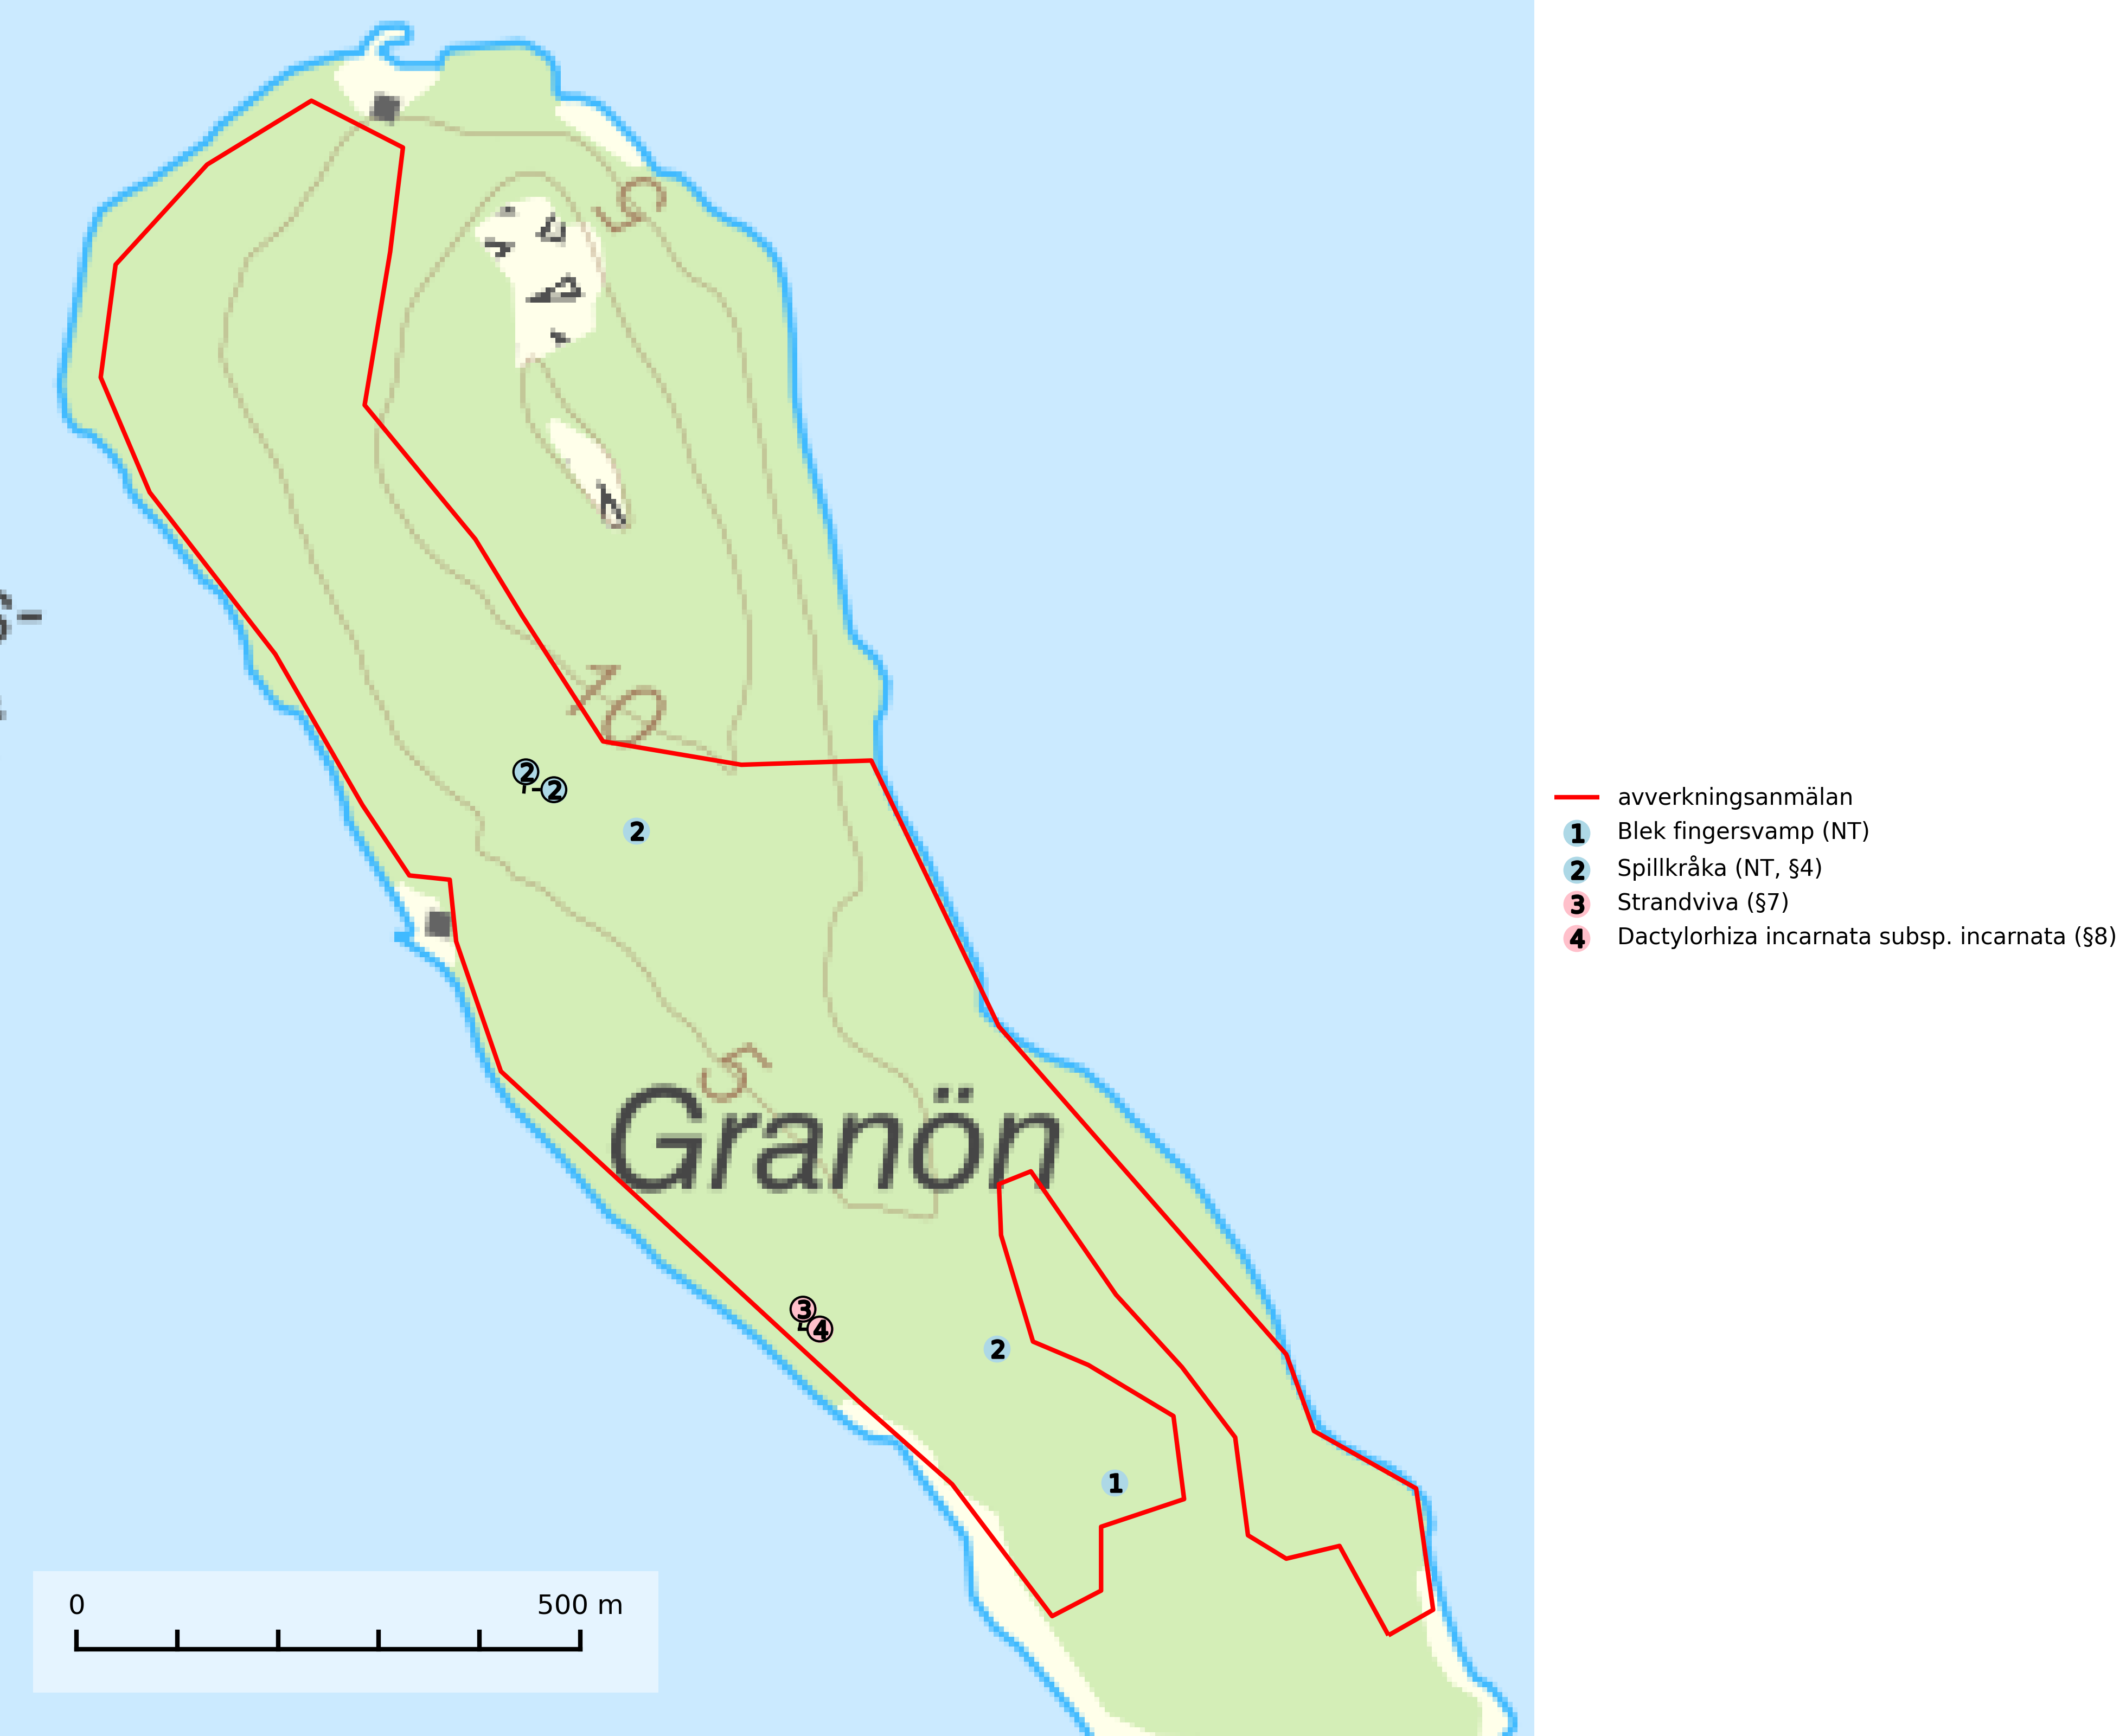 5
10
2
2
2
5
Granön
3
4
2
1
0 500 m
avverkningsanmälan
1 Blek fingersvamp (NT)
2 Spillkråka (NT, §4)
3 Strandviva (§7)
4 Dactylorhiza incarnata subsp. incarnata (§8)